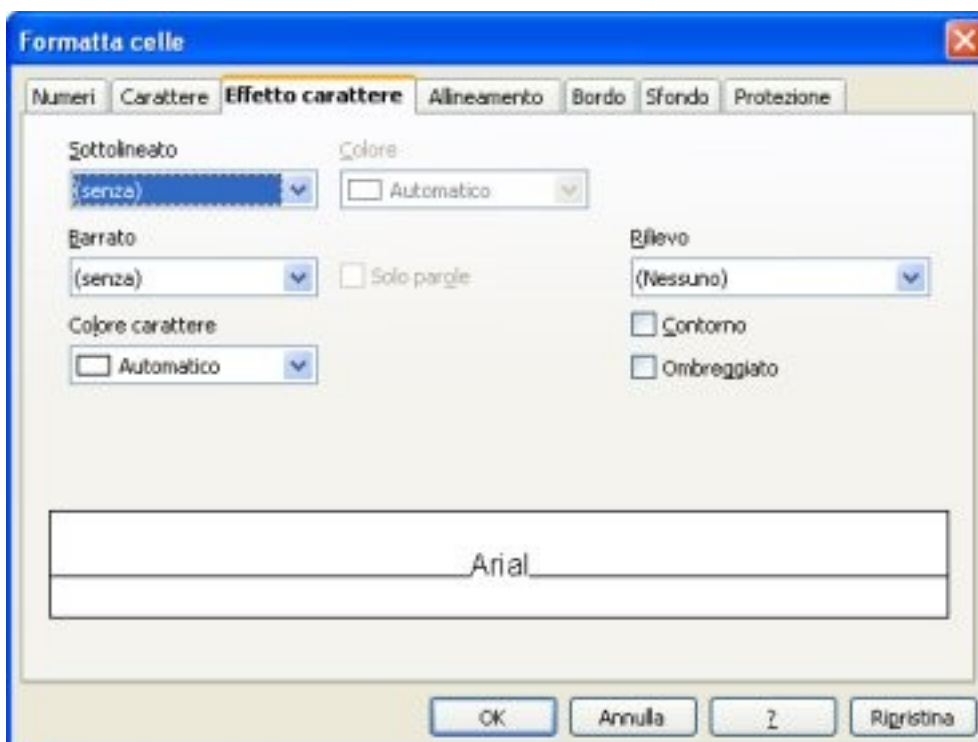 Formatta celle
Numeri Carattere Effetto carattere Allineamento Bordo Sfondo Protezione
Sottolineato Colore
(senza) Automatico
Barrato Rilievo
(senza) Solo parole (Nessuno)
Colore carattere Contorno
Automatico Ombreggiato
Arial
OK Annulla ? Ripristina